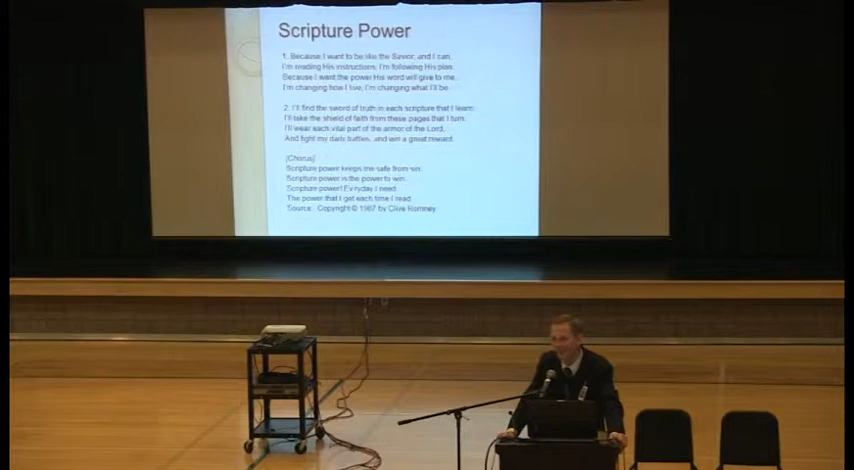 Scripture Power
1. Because I want to be like the Savior, and I can,
I'm reading His instructions, I'm following His plan.
Because I want the power His word will give to me,
I'm changing how I live, I'm changing what I'll be.
2. I'll find the sword of truth in each scripture that I learn.
I'll take the shield of faith from these pages that I turn.
I'll wear each vital part of the armor of the Lord,
And fight my daily battles, and win a great reward.
[Chorus]
Scripture power keeps me safe from sin.
Scripture power is the power to win.
Scripture power! Ev'ryday I need
The power that I get each time I read.
Source: Copyright © 1987 by Clive Romney